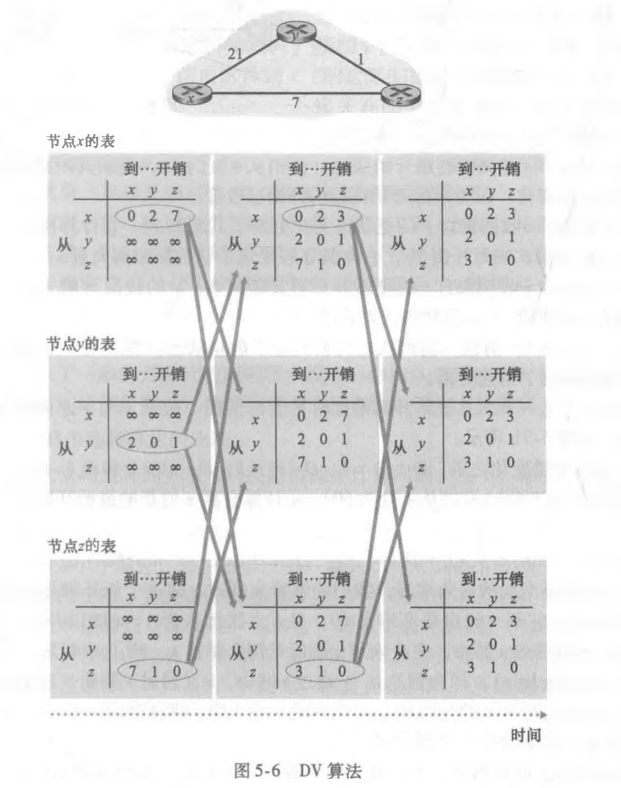 y
21 1
x z
7
节点x的表
到…开销 到…开销 到…开销
x y z x y z x y z
x 0 2 7 x 0 2 3 x 0 2 3
从 y ∞ ∞ ∞ 从 y 2 0 1 从 y 2 0 1
z ∞ ∞ ∞ z 7 1 0 z 3 1 0
节点y的表
到…开销 到…开销 到…开销
x y z x y z x y z
x ∞ ∞ ∞ x 0 2 7 x 0 2 3
从 y 2 0 1 从 y 2 0 1 从 y 2 0 1
z ∞ ∞ ∞ z 7 1 0 z 3 1 0
节点z的表
到…开销 到…开销 到…开销
x y z x y z x y z
x ∞ ∞ ∞ x 0 2 7 x 0 2 3
从 y ∞ ∞ ∞ 从 y 2 0 1 从 y 2 0 1
z 7 1 0 z 3 1 0 z 3 1 0
时间
图 5-6 DV 算法